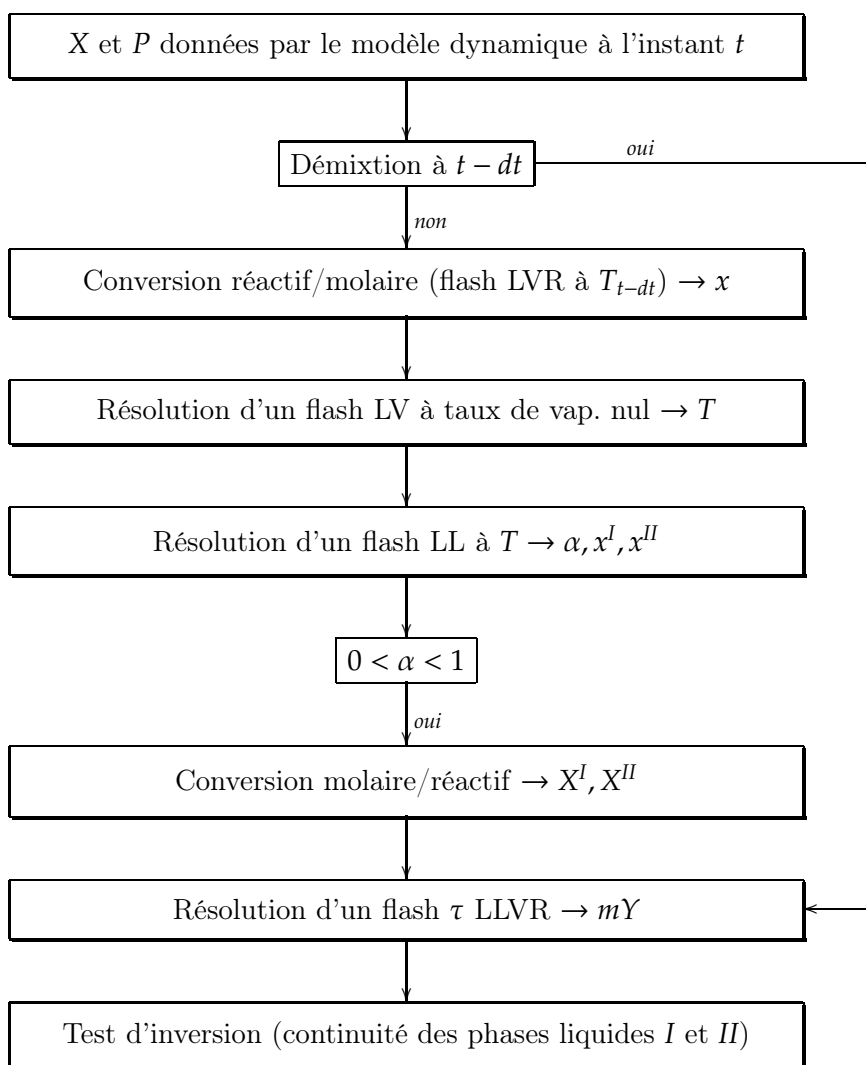 X et P données par le modèle dynamique à l'instant t
Démixtion à t − dt
oui
non
Conversion réactif/molaire (flash LVR à T_{t−dt}) → x
Résolution d'un flash LV à taux de vap. nul → T
Résolution d'un flash LL à T → α, x^I, x^{II}
0 < α < 1
oui
Conversion molaire/réactif → X^I, X^{II}
Résolution d'un flash τ LLVR → mY
Test d'inversion (continuité des phases liquides I et II)